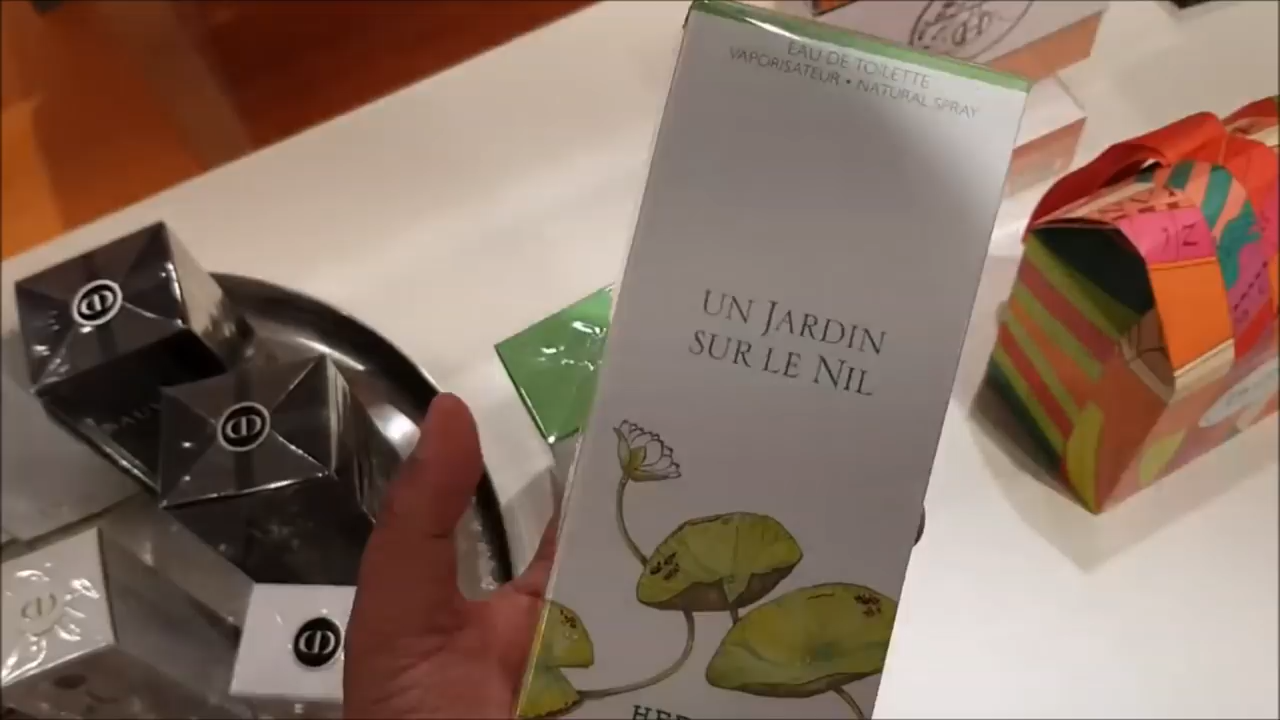 EAU DE TOILETTE
VAPORISATEUR • NATURAL SPRAY
UN JARDIN
SUR LE NIL